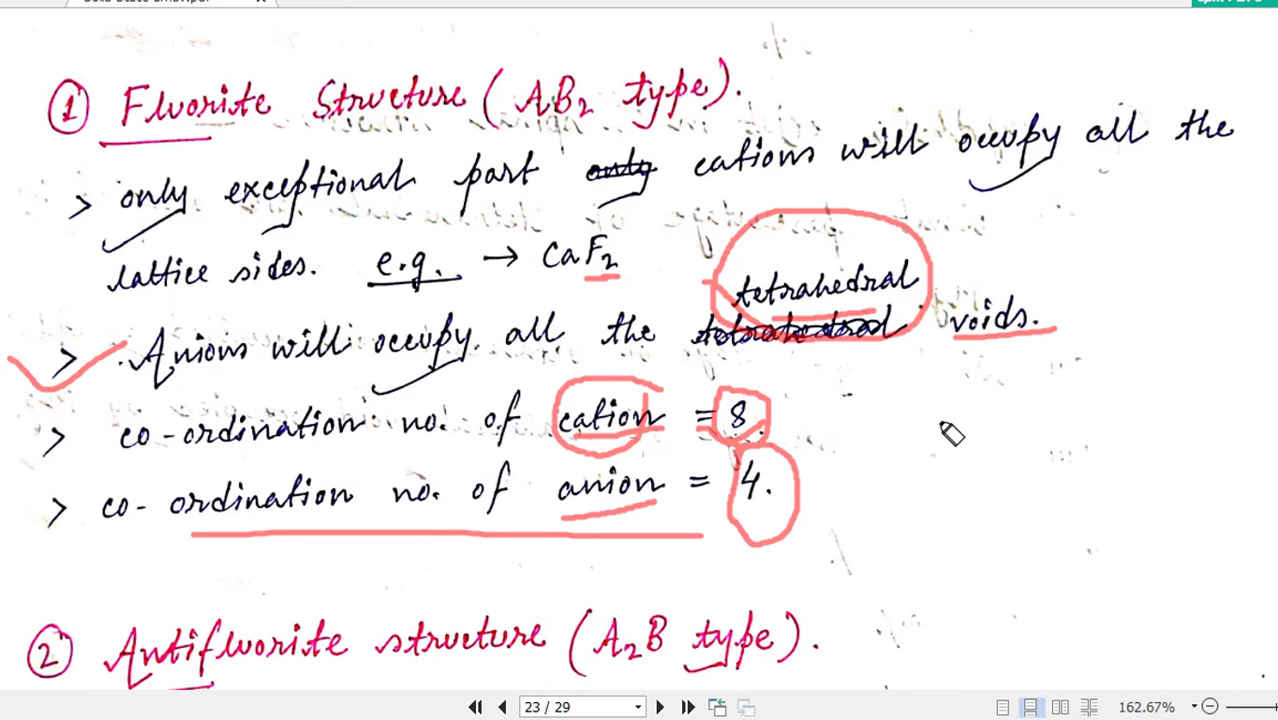 ① Fluorite Structure (AB₂ type).
> only exceptional part only cations will occupy all the
lattice sides. e.g. → CaF₂
tetrahedral
> Anions will occupy all the tetrahedral voids.
> co-ordination no. of cation = 8.
> co-ordination no. of anion = 4.
② Antifluorite structure (A₂B type).
23 / 29
162.67%